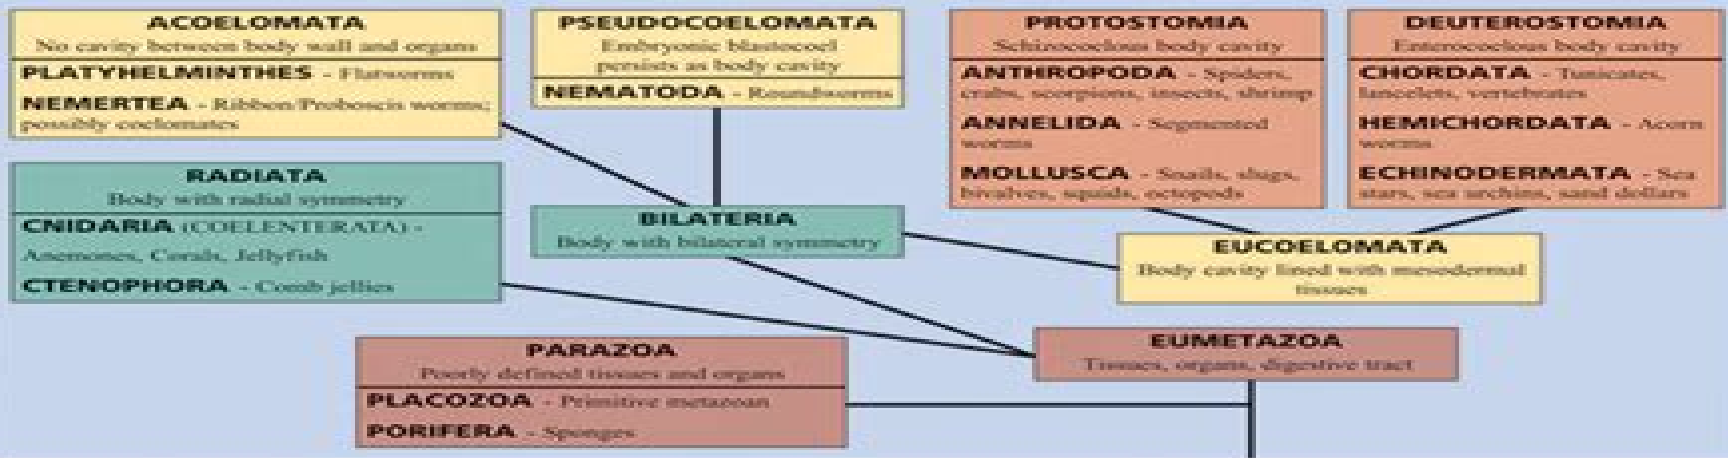 ACOELOMATA
No cavity between body wall and organs
PLATYHELMINTHES - Flatworms
NEMERTEA - Ribbon/Proboscis worms;
possibly coelomates
PSEUDOCOELOMATA
Embryonic blastocoel
persists as body cavity
NEMATODA - Roundworms
PROTOSTOMIA
Schizocoelous body cavity
ANTHROPODA - Spiders,
crabs, scorpions, insects, shrimp
ANNELIDA - Segmented
worms
MOLLUSCA - Snails, slugs,
bivalves, squids, octopods
DEUTEROSTOMIA
Enterocoelous body cavity
CHORDATA - Tunicates,
lancelets, vertebrates
HEMICHORDATA - Acorn
worms
ECHINODERMATA - Sea
stars, sea urchins, sand dollars
RADIATA
Body with radial symmetry
CNIDARIA (COELENTERATA) -
Anemones, Corals, Jellyfish
CTENOPHORA - Comb jellies
BILATERIA
Body with bilateral symmetry
EUCOELOMATA
Body cavity lined with mesodermal
tissues
PARAZOA
Poorly defined tissues and organs
PLACOZOA - Primitive metazoan
PORIFERA - Sponges
EUMETAZOA
Tissues, organs, digestive tract